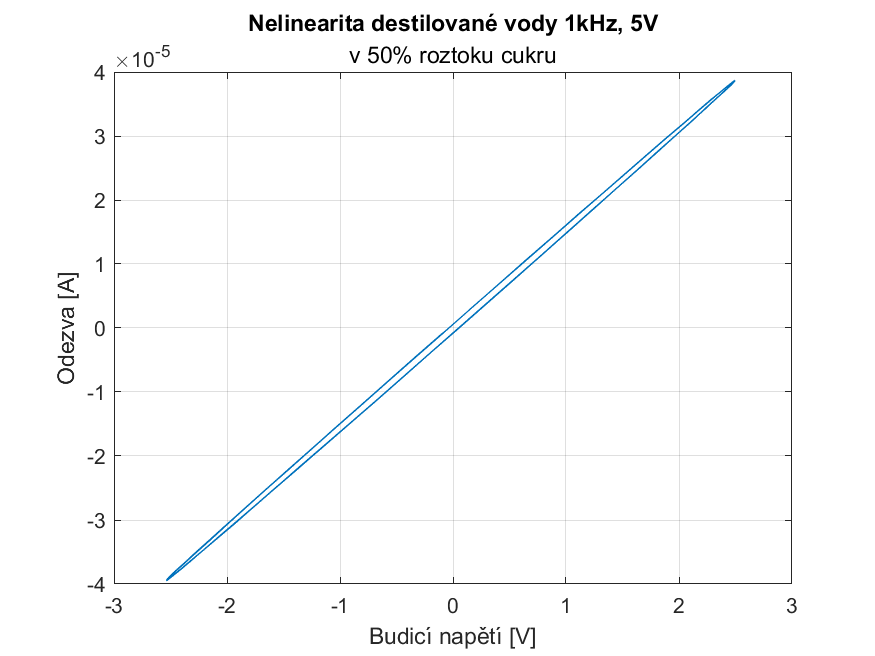 Nelinearita destilované vody 1kHz, 5V
v 50% roztoku cukru
×10-5
4
3
2
1
0
-1
-2
-3
-4
Odezva [A]
-3 -2 -1 0 1 2 3
Budicí napětí [V]